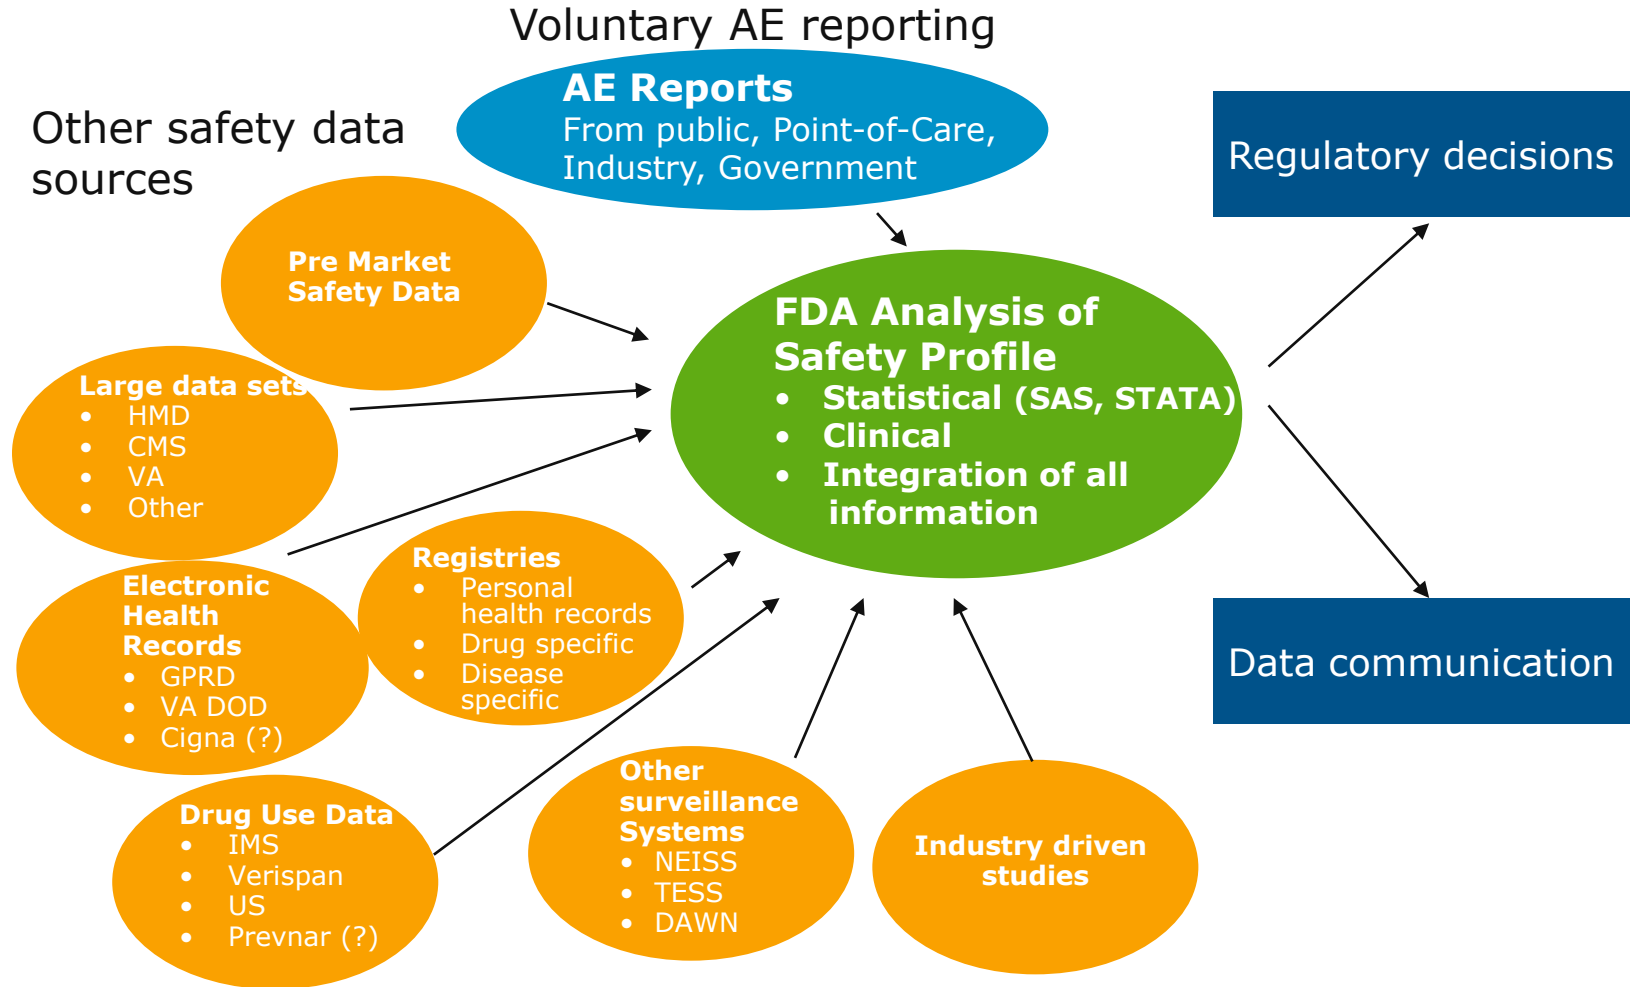 Voluntary AE reporting
AE Reports
From public, Point-of-Care,
Industry, Government
Other safety data
sources
Regulatory decisions
Pre Market
Safety Data
FDA Analysis of
Safety Profile
• Statistical (SAS, STATA)
• Clinical
• Integration of all
information
Large data sets
• HMD
• CMS
• VA
• Other
Registries
• Personal
health records
• Drug specific
• Disease
specific
Electronic
Health
Records
• GPRD
• VA DOD
• Cigna (?)
Data communication
Drug Use Data
• IMS
• Verispan
• US
• Prevnar (?)
Other
surveillance
Systems
• NEISS
• TESS
• DAWN
Industry driven
studies